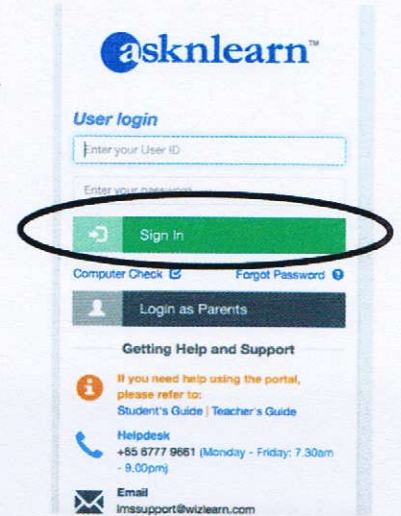 asknlearn™
User login
Enter your User ID
Enter your password
Sign In
Computer Check
Forgot Password ?
Login as Parents
Getting Help and Support
If you need help using the portal,
please refer to:
Student's Guide | Teacher's Guide
Helpdesk
+65 6777 9661 (Monday - Friday: 7.30am
- 9.00pm)
Email
lmssupport@wizlearn.com